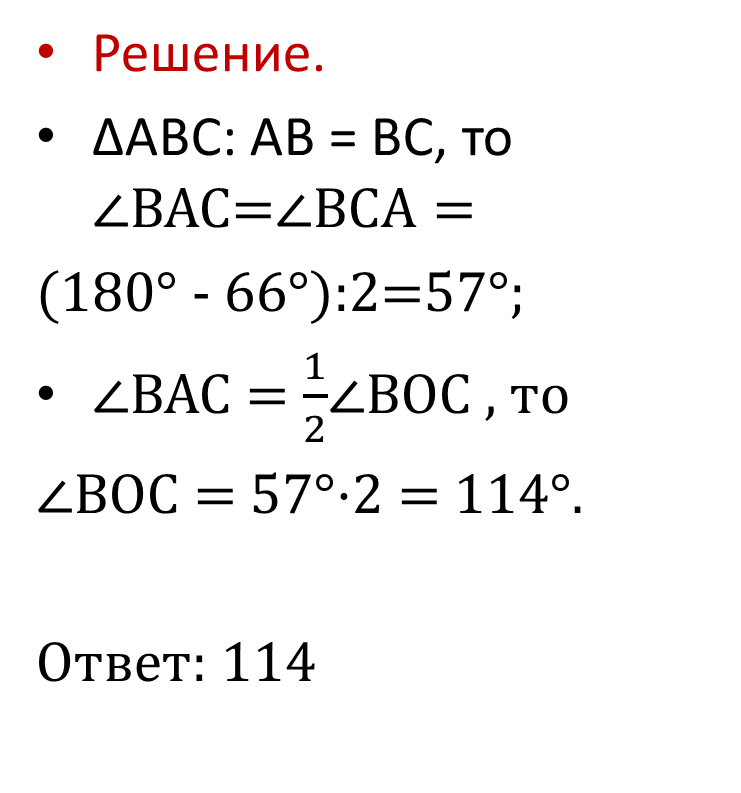 • Решение.
• ΔABC: AB = BC, то
∠BAC=∠BCA =
(180° - 66°):2=57°;
• ∠BAC = 1/2∠BOC , то
∠BOC = 57°·2 = 114°.
Ответ: 114